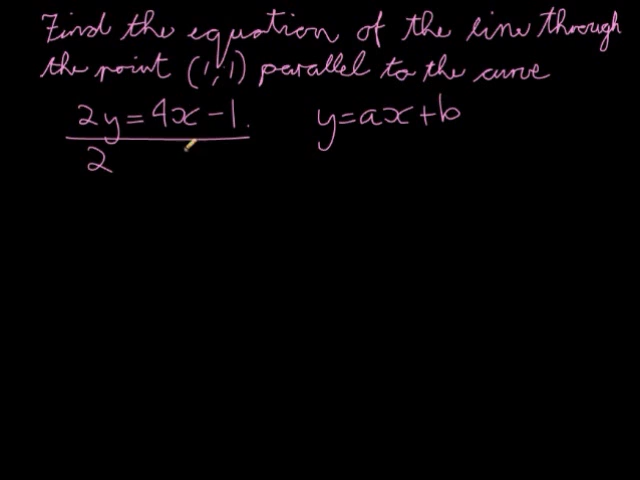 Find the equation of the line through
the point (1,1) parallel to the curve
2y=4x-1. y=ax+b
2